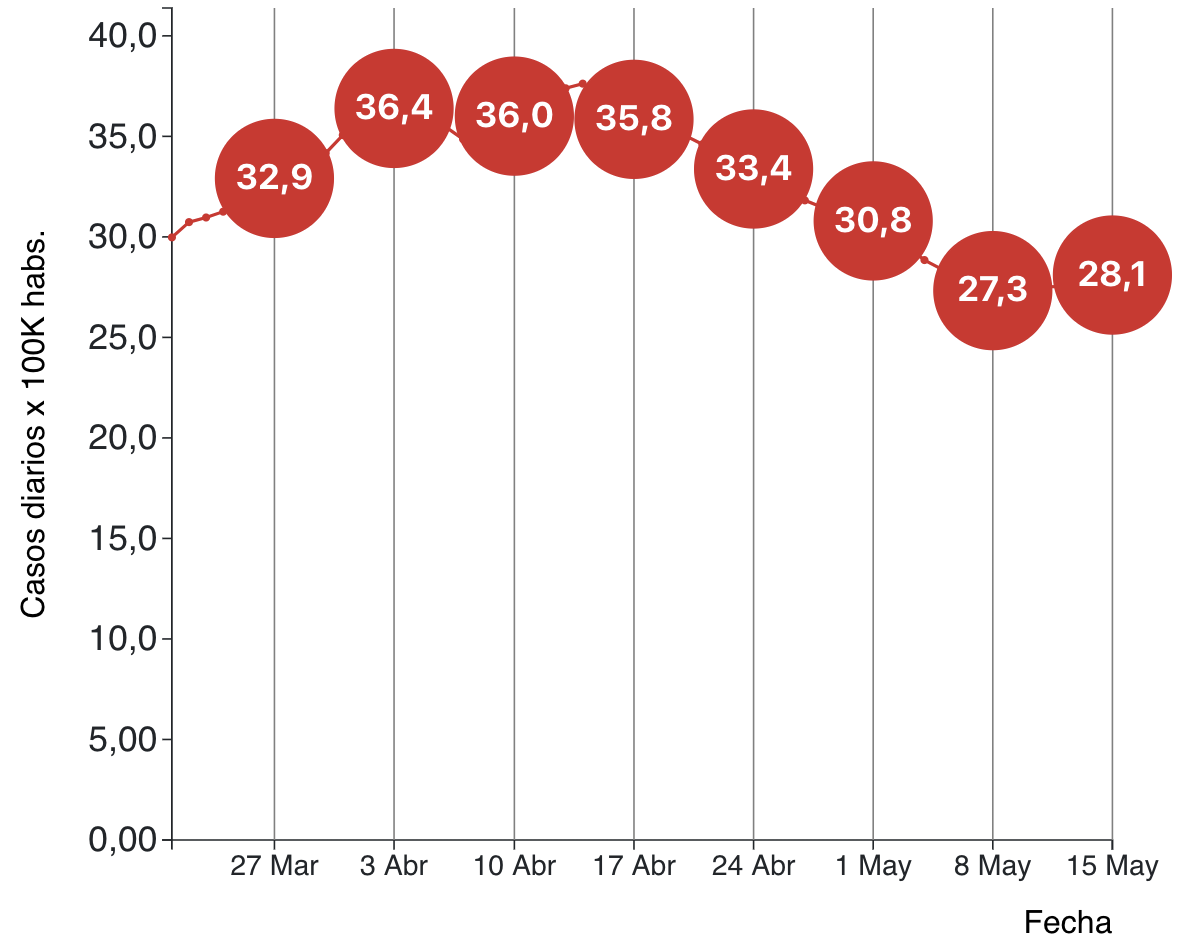 40,0
35,0
30,0
25,0
20,0
15,0
10,0
5,00
0,00
Casos diarios x 100K habs.
32,9
36,4
36,0
35,8
33,4
30,8
27,3
28,1
27 Mar
3 Abr
10 Abr
17 Abr
24 Abr
1 May
8 May
15 May
Fecha